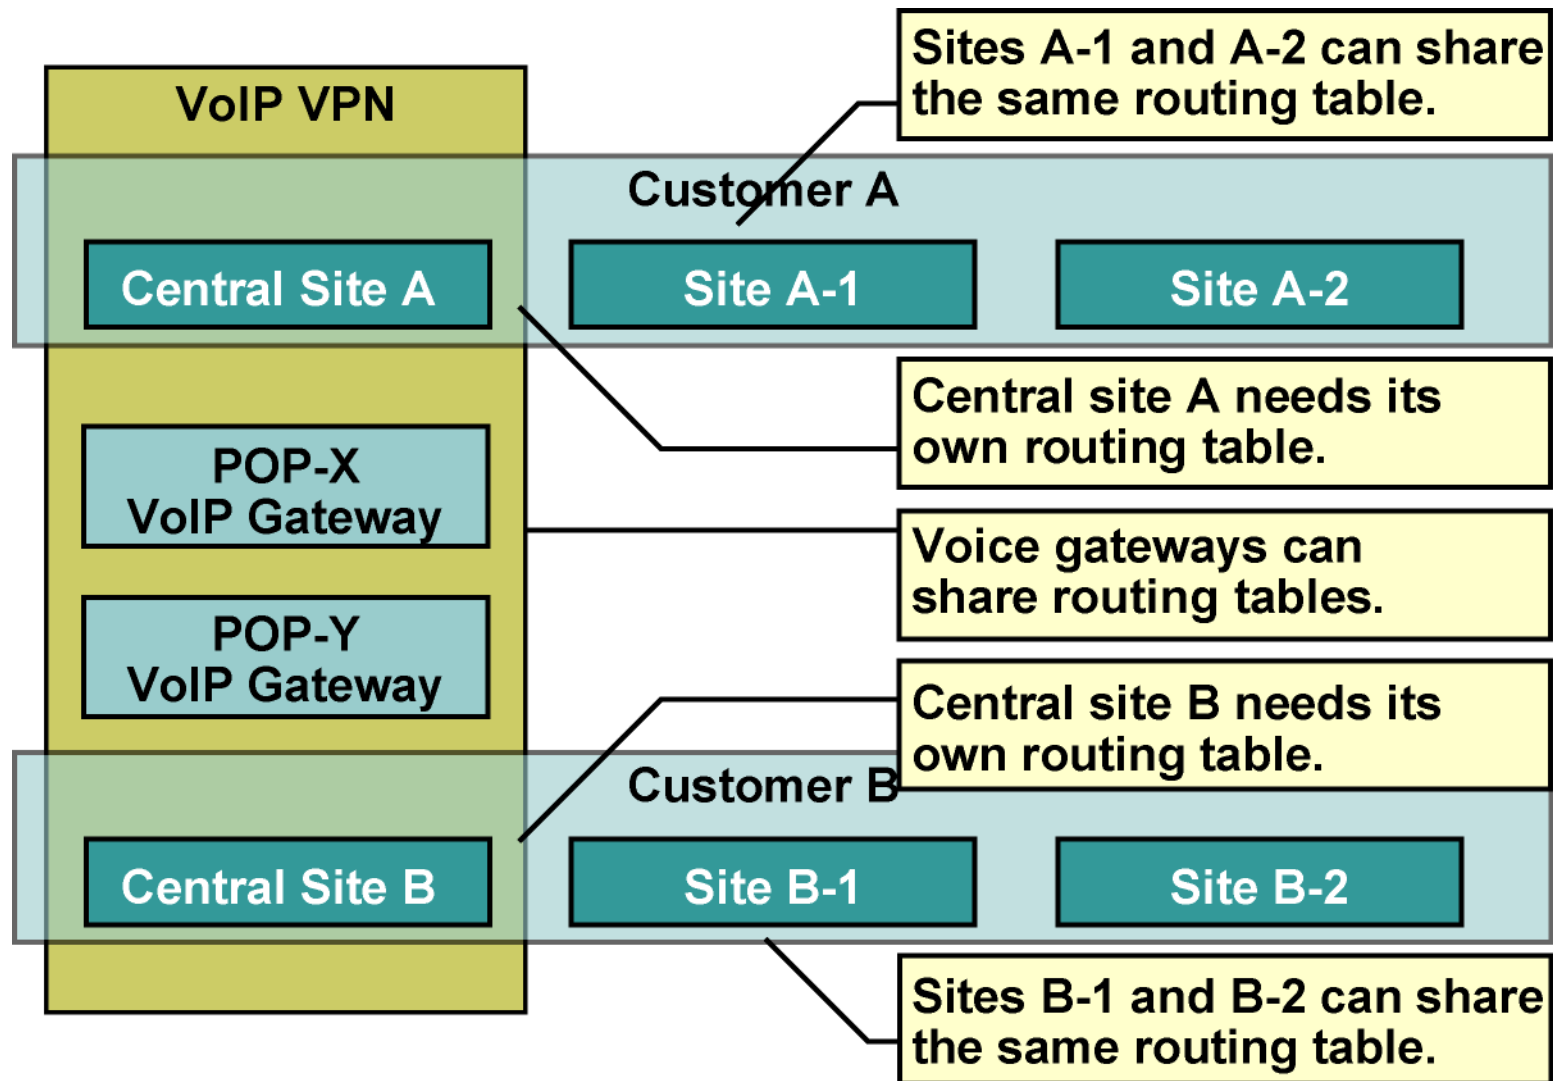 Sites A-1 and A-2 can share
the same routing table.
VoIP VPN
Customer A
Central Site A
Site A-1
Site A-2
Central site A needs its
own routing table.
POP-X
VoIP Gateway
Voice gateways can
share routing tables.
POP-Y
VoIP Gateway
Central site B needs its
own routing table.
Customer B
Central Site B
Site B-1
Site B-2
Sites B-1 and B-2 can share
the same routing table.